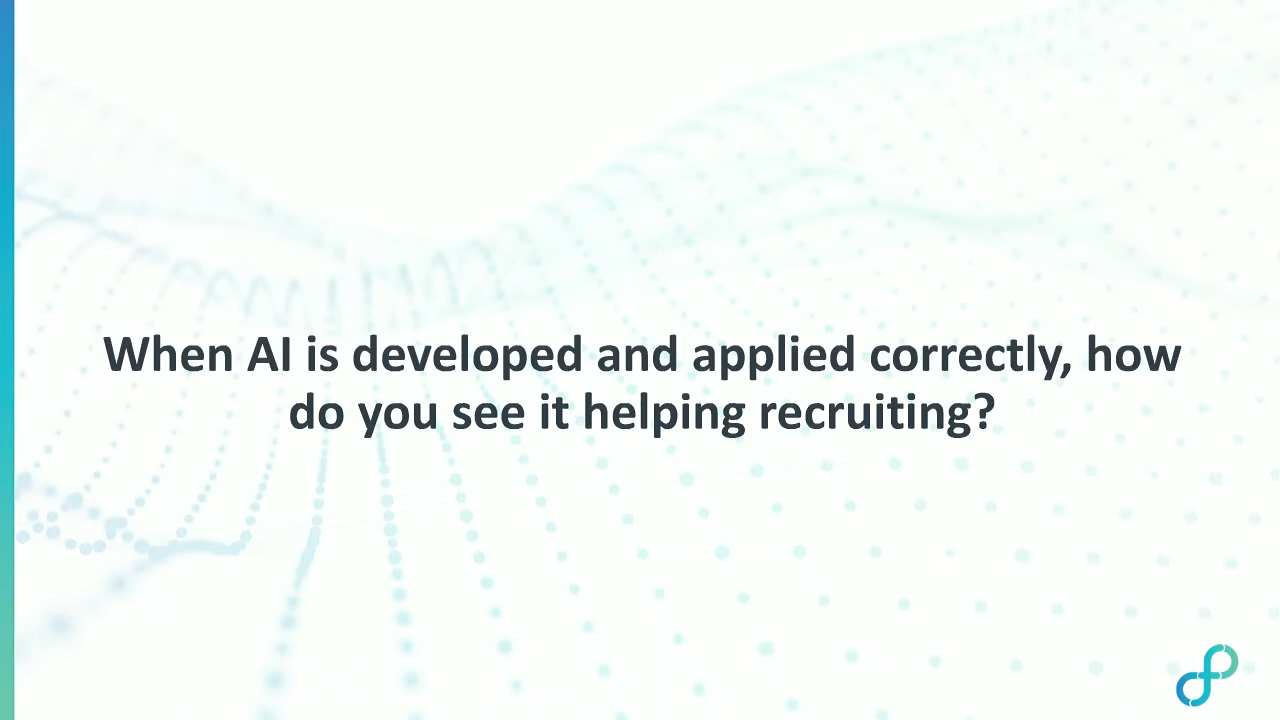 When AI is developed and applied correctly, how
do you see it helping recruiting?